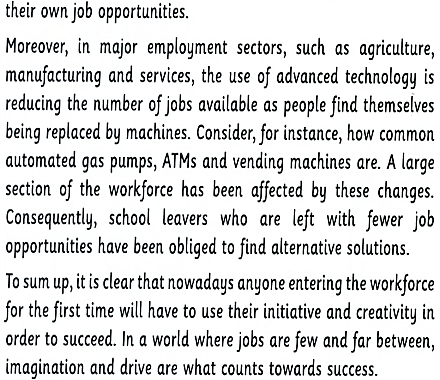 their own job opportunities.
Moreover, in major employment sectors, such as agriculture,
manufacturing and services, the use of advanced technology is
reducing the number of jobs available as people find themselves
being replaced by machines. Consider, for instance, how common
automated gas pumps, ATMs and vending machines are. A large
section of the workforce has been affected by these changes.
Consequently, school leavers who are left with fewer job
opportunities have been obliged to find alternative solutions.
To sum up, it is clear that nowadays anyone entering the workforce
for the first time will have to use their initiative and creativity in
order to succeed. In a world where jobs are few and far between,
imagination and drive are what counts towards success.